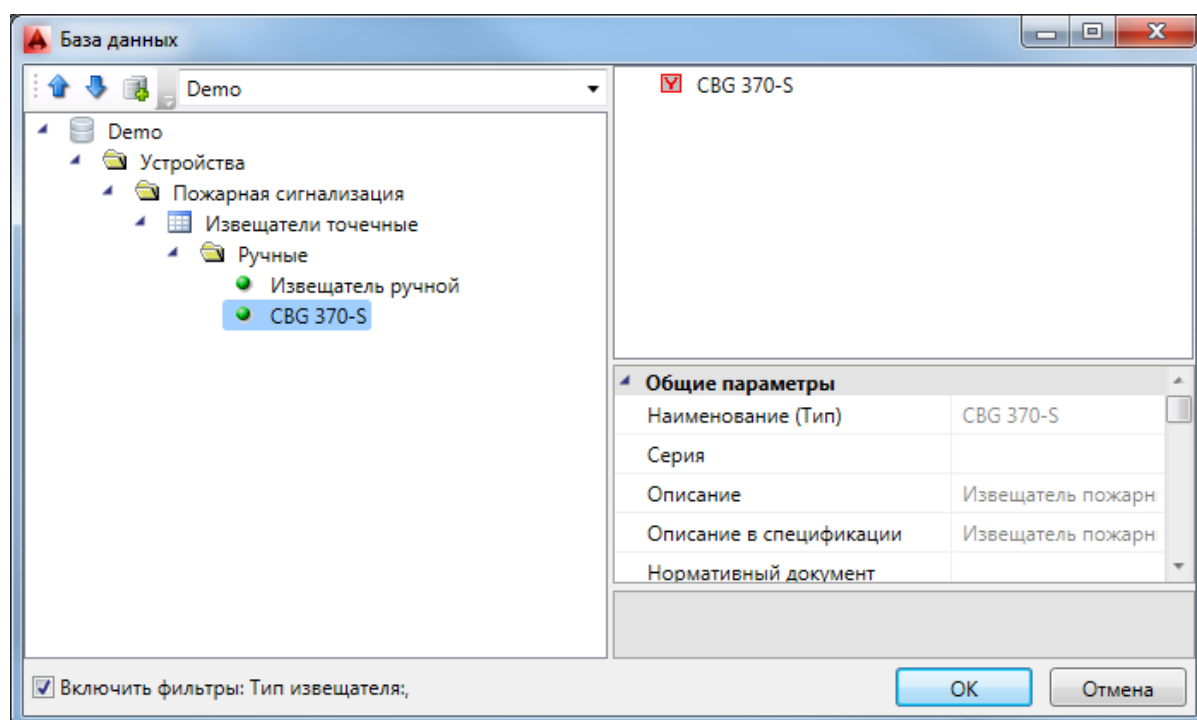 База данных
Demo
Demo
Устройства
Пожарная сигнализация
Извещатели точечные
Ручные
Извещатель ручной
CBG 370-S
CBG 370-S
Общие параметры
Наименование (Тип) CBG 370-S
Серия
Описание Извещатель пожарн
Описание в спецификации Извещатель пожарн
Нормативный документ
Включить фильтры: Тип извещателя:,
OK Отмена